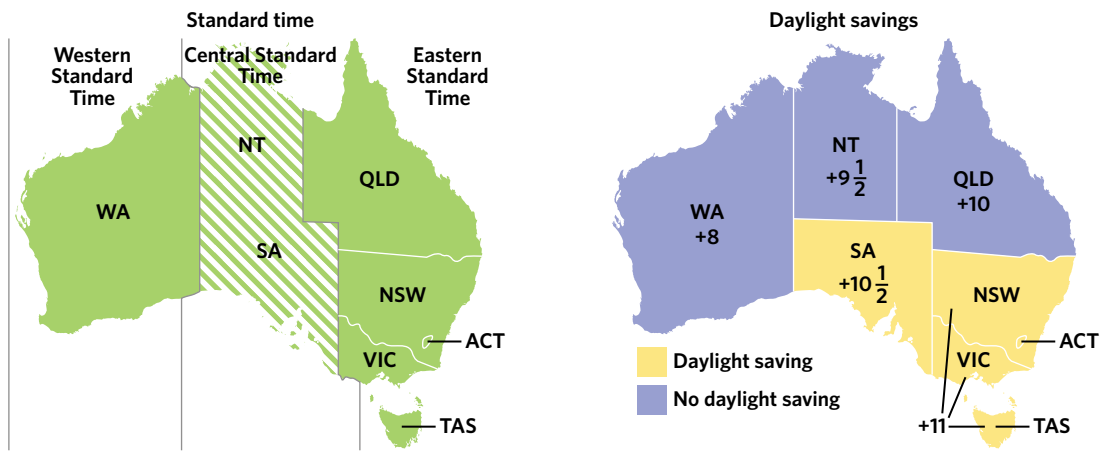 Standard time
Western
Standard
Time
Central Standard
Time
Eastern
Standard
Time
NT
QLD
WA
SA
NSW
ACT
VIC
TAS
Daylight savings
NT
+9 1/2
QLD
+10
WA
+8
SA
+10 1/2
NSW
ACT
VIC
Daylight saving
No daylight saving
+11
TAS